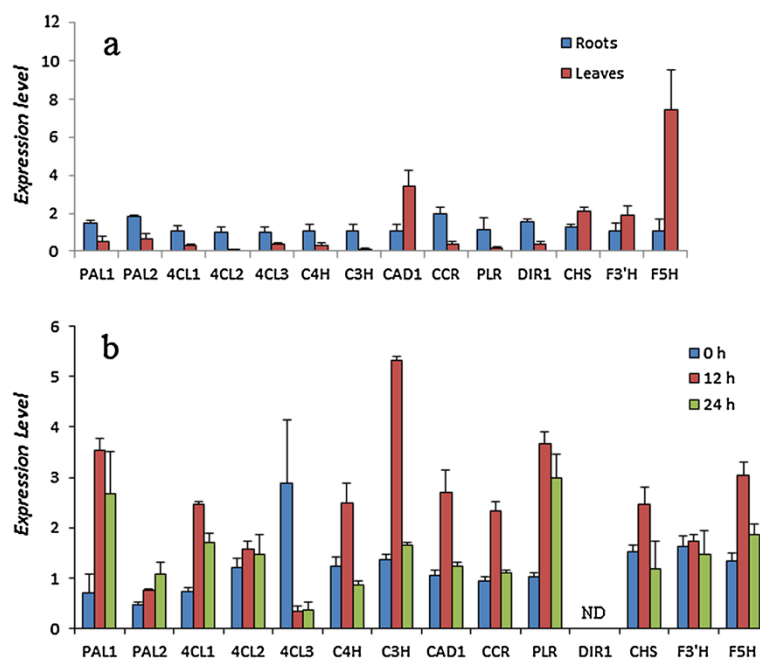 a
Expression level
12
10
8
6
4
2
0
Roots
Leaves
PAL1 PAL2 4CL1 4CL2 4CL3 C4H C3H CAD1 CCR PLR DIR1 CHS F3'H F5H
b
Expression Level
6
5
4
3
2
1
0
0 h
12 h
24 h
ND
PAL1 PAL2 4CL1 4CL2 4CL3 C4H C3H CAD1 CCR PLR DIR1 CHS F3'H F5H